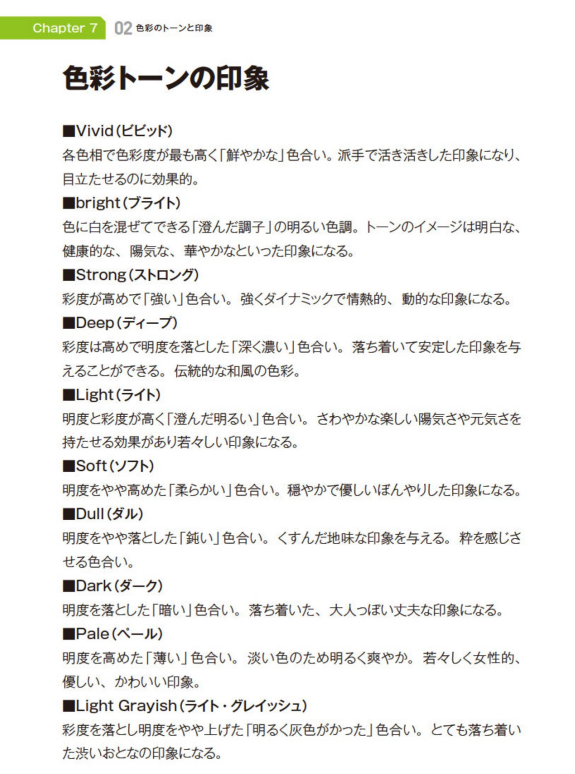 Chapter 7 02 色彩のトーンと印象
色彩トーンの印象
■Vivid（ビビッド）
各色相で色彩度が最も高く「鮮やかな」色合い。派手で活き活きした印象になり、
目立たせるのに効果的。
■bright（ブライト）
色に白を混ぜてできる「澄んだ調子」の明るい色調。トーンのイメージは明白な、
健康的な、陽気な、華やかなといった印象になる。
■Strong（ストロング）
彩度が高めで「強い」色合い。強くダイナミックで情熱的、動的な印象になる。
■Deep（ディープ）
彩度は高めで明度を落とした「深く濃い」色合い。落ち着いて安定した印象を与
えることができる。伝統的な和風の色彩。
■Light（ライト）
明度と彩度が高く「澄んだ明るい」色合い。さわやかな楽しい陽気さや元気さを
持たせる効果があり若々しい印象になる。
■Soft（ソフト）
明度をやや高めた「柔らかい」色合い。穏やかで優しいぼんやりした印象になる。
■Dull（ダル）
明度をやや落とした「鈍い」色合い。くすんだ地味な印象を与える。粋を感じさ
せる色合い。
■Dark（ダーク）
明度を落とした「暗い」色合い。落ち着いた、大人っぽい丈夫な印象になる。
■Pale（ペール）
明度を高めた「薄い」色合い。淡い色のため明るく爽やか。若々しく女性的、
優しい、かわいい印象。
■Light Grayish（ライト・グレイッシュ）
彩度を落とし明度をやや上げた「明るく灰色がかった」色合い。とても落ち着い
た渋いおとなの印象になる。